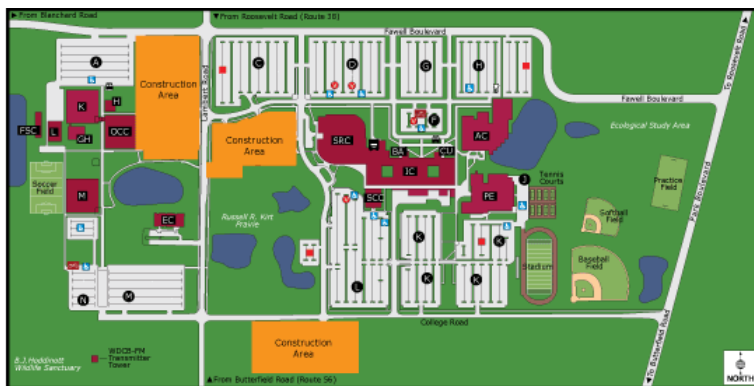 From Blanchard Road
From Roosevelt Road (Route 38)
Fawell Boulevard
To Roosevelt Road
A
C
D
G
H
Construction
Area
Lambert Road
K
H
F
Fawell Boulevard
FSC
L
GH
OCC
Construction
Area
SRC
BA
CU
AC
Ecological Study Area
IC
Soccer
Field
M
SCC
PE
J
Tennis
Courts
Practice
Field
Park Boulevard
EC
Russell R. Kirt
Prairie
K
K
Softball
Field
Stadium
Baseball
Field
N
M
L
K
K
College Road
WDCB-FM
Transmitter
Tower
Construction
Area
B.J. Hoddinott
Wildlife Sanctuary
From Butterfield Road (Route 56)
To Butterfield Road
NORTH